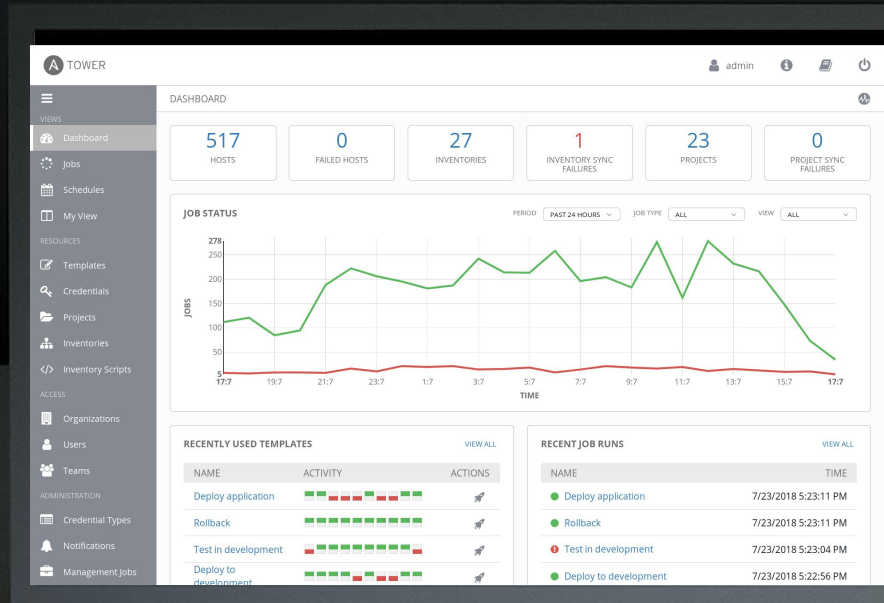 A TOWER
admin
DASHBOARD
VIEWS
Dashboard
Jobs
Schedules
My View
RESOURCES
Templates
Credentials
Projects
Inventories
Inventory Scripts
ACCESS
Organizations
Users
Teams
ADMINISTRATION
Credential Types
Notifications
Management Jobs
517
HOSTS
0
FAILED HOSTS
27
INVENTORIES
1
INVENTORY SYNC
FAILURES
23
PROJECTS
0
PROJECT SYNC
FAILURES
JOB STATUS
PERIOD PAST 24 HOURS JOB TYPE ALL VIEW ALL
278
250
200
150
100
50
5
JOBS
17:7 19:7 21:7 23:7 1:7 3:7 5:7 7:7 9:7 11:7 13:7 15:7 17:7
TIME
RECENTLY USED TEMPLATES VIEW ALL
NAME ACTIVITY ACTIONS
Deploy application
Rollback
Test in development
Deploy to
development
RECENT JOB RUNS VIEW ALL
NAME TIME
Deploy application 7/23/2018 5:23:11 PM
Rollback 7/23/2018 5:23:11 PM
Test in development 7/23/2018 5:23:04 PM
Deploy to development 7/23/2018 5:22:56 PM